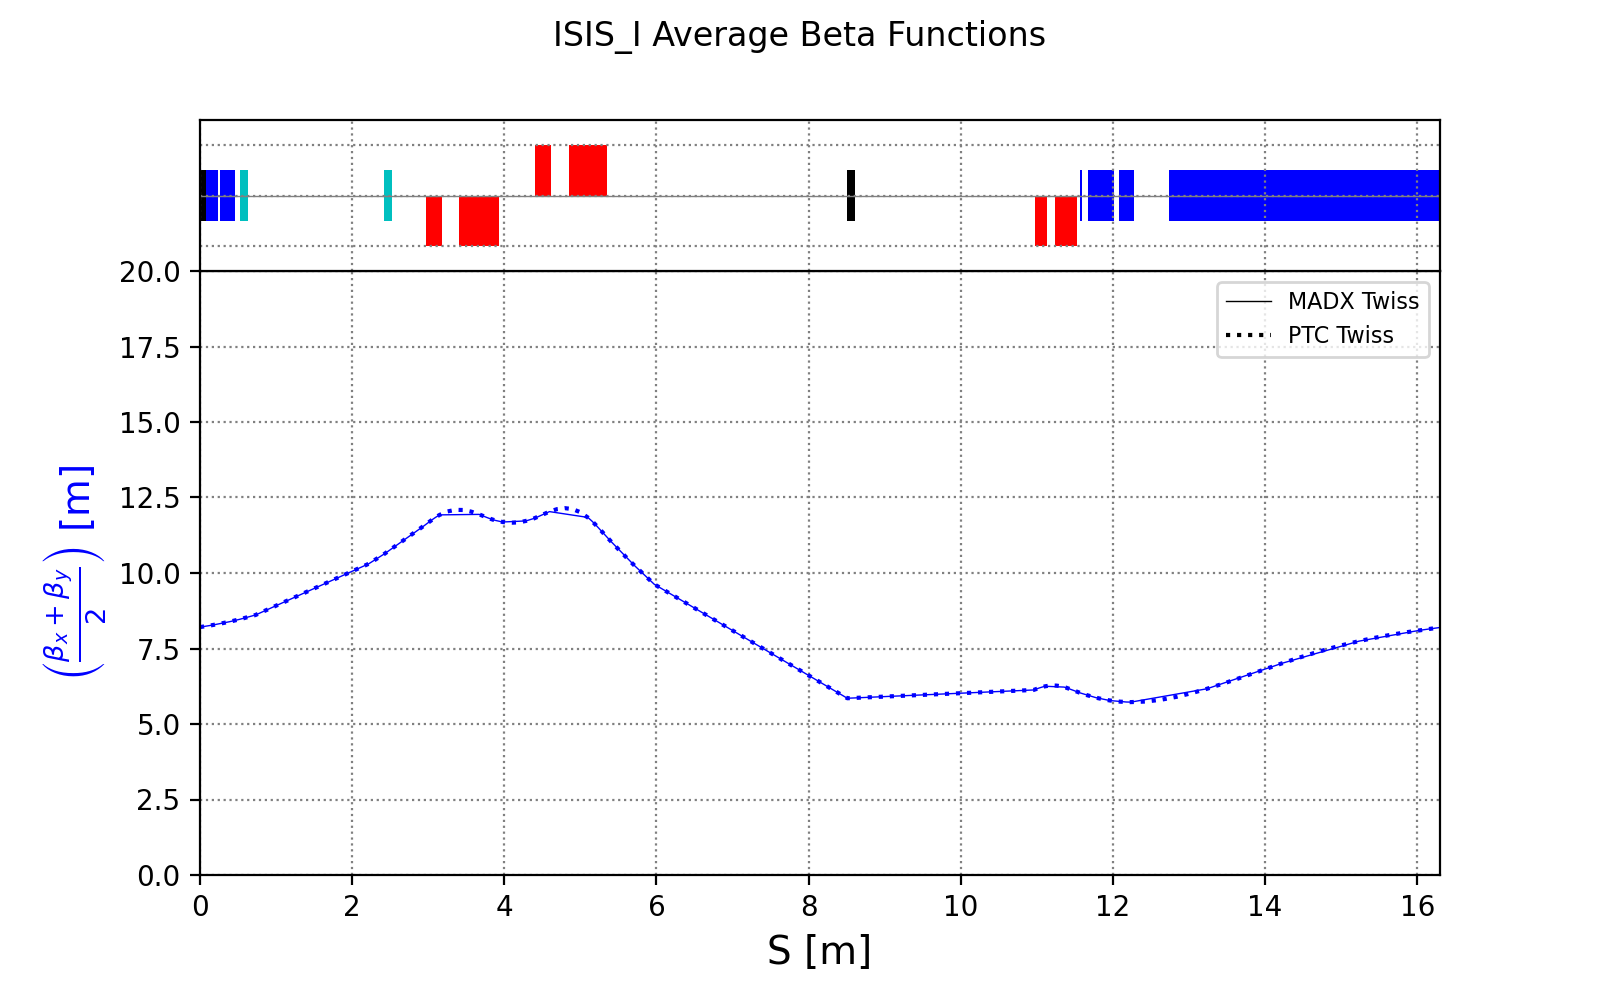 ISIS_I Average Beta Functions
20.0
17.5
15.0
12.5
10.0
7.5
5.0
2.5
0.0
(βx + βy / 2) [m]
MADX Twiss
PTC Twiss
0 2 4 6 8 10 12 14 16
S [m]